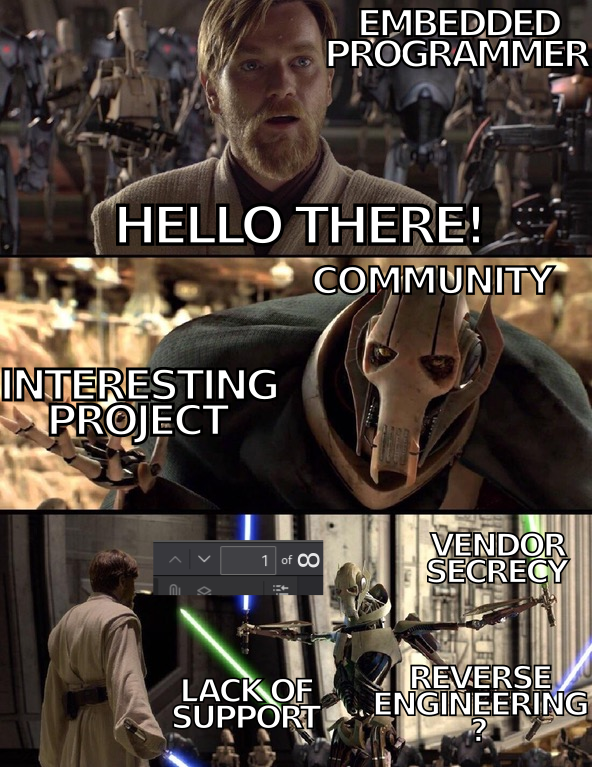 EMBEDDED
PROGRAMMER
HELLO THERE!
COMMUNITY
INTERESTING
PROJECT
1 of ∞
VENDOR
SECRECY
LACK OF
SUPPORT
REVERSE
ENGINEERING
?